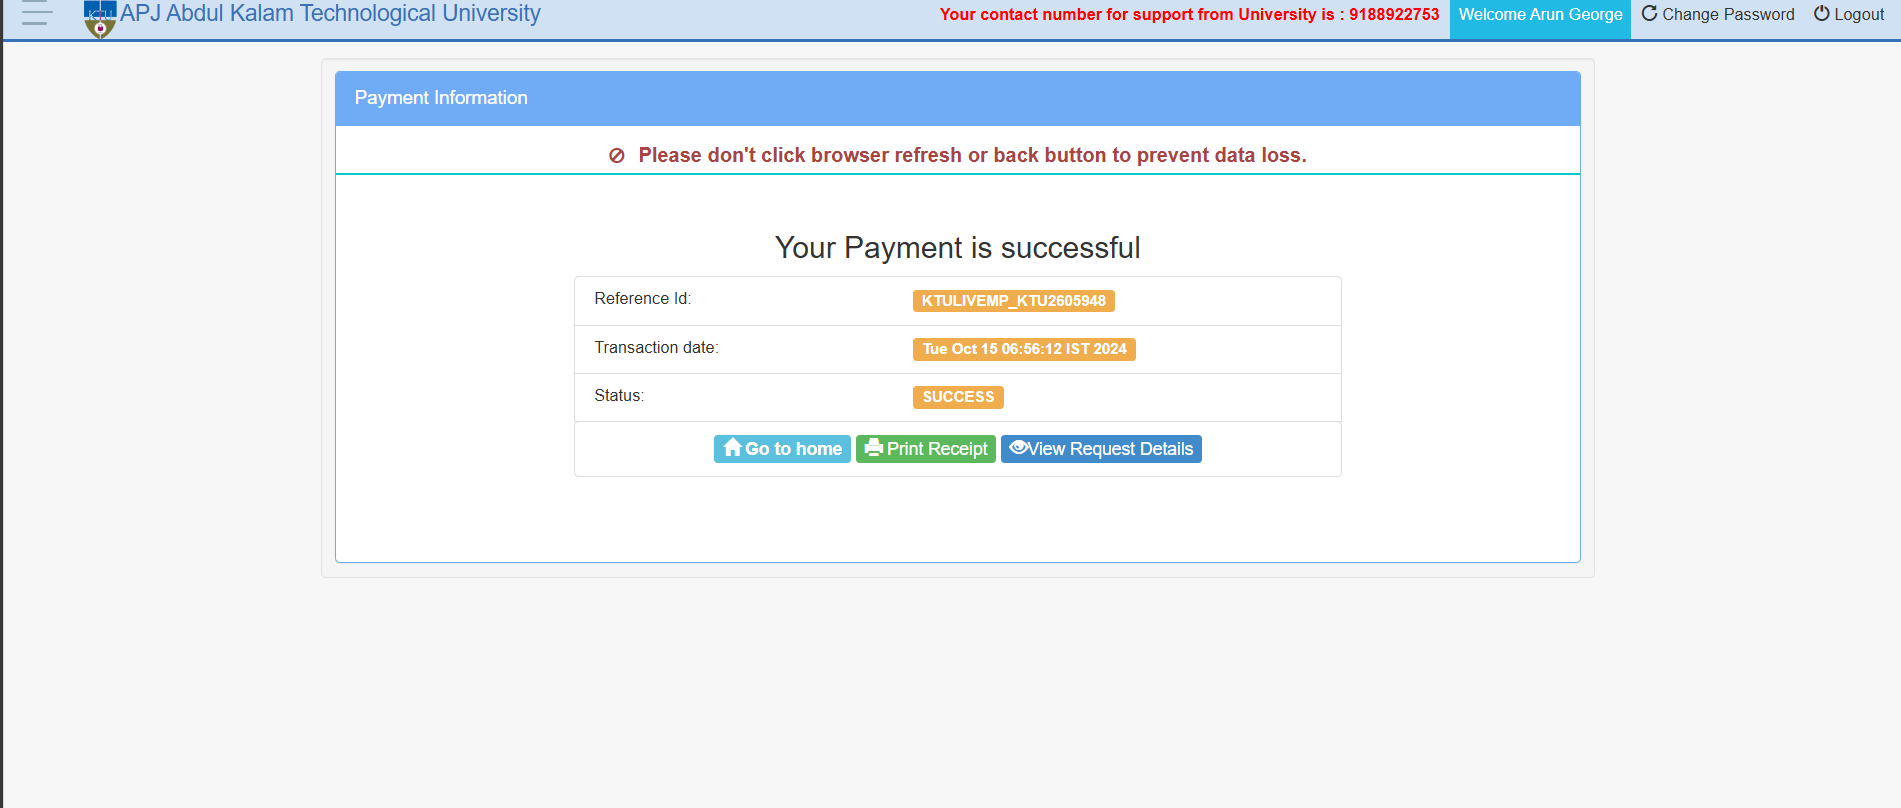 KTU
APJ Abdul Kalam Technological University
Your contact number for support from University is : 9188922753
Welcome Arun George
Change Password
Logout
Payment Information
Please don't click browser refresh or back button to prevent data loss.
Your Payment is successful
Reference Id: KTULIVEMP_KTU2605948
Transaction date: Tue Oct 15 06:56:12 IST 2024
Status: SUCCESS
Go to home Print Receipt View Request Details